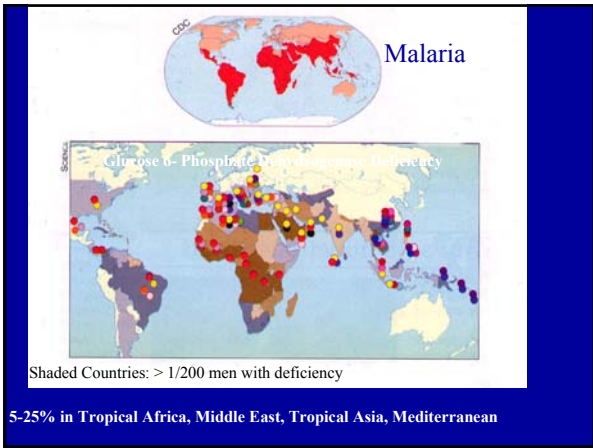 CDC
Malaria
SCIENCE
Glucose 6- Phosphate Dehydrogenase Deficiency
Shaded Countries: > 1/200 men with deficiency
5-25% in Tropical Africa, Middle East, Tropical Asia, Mediterranean